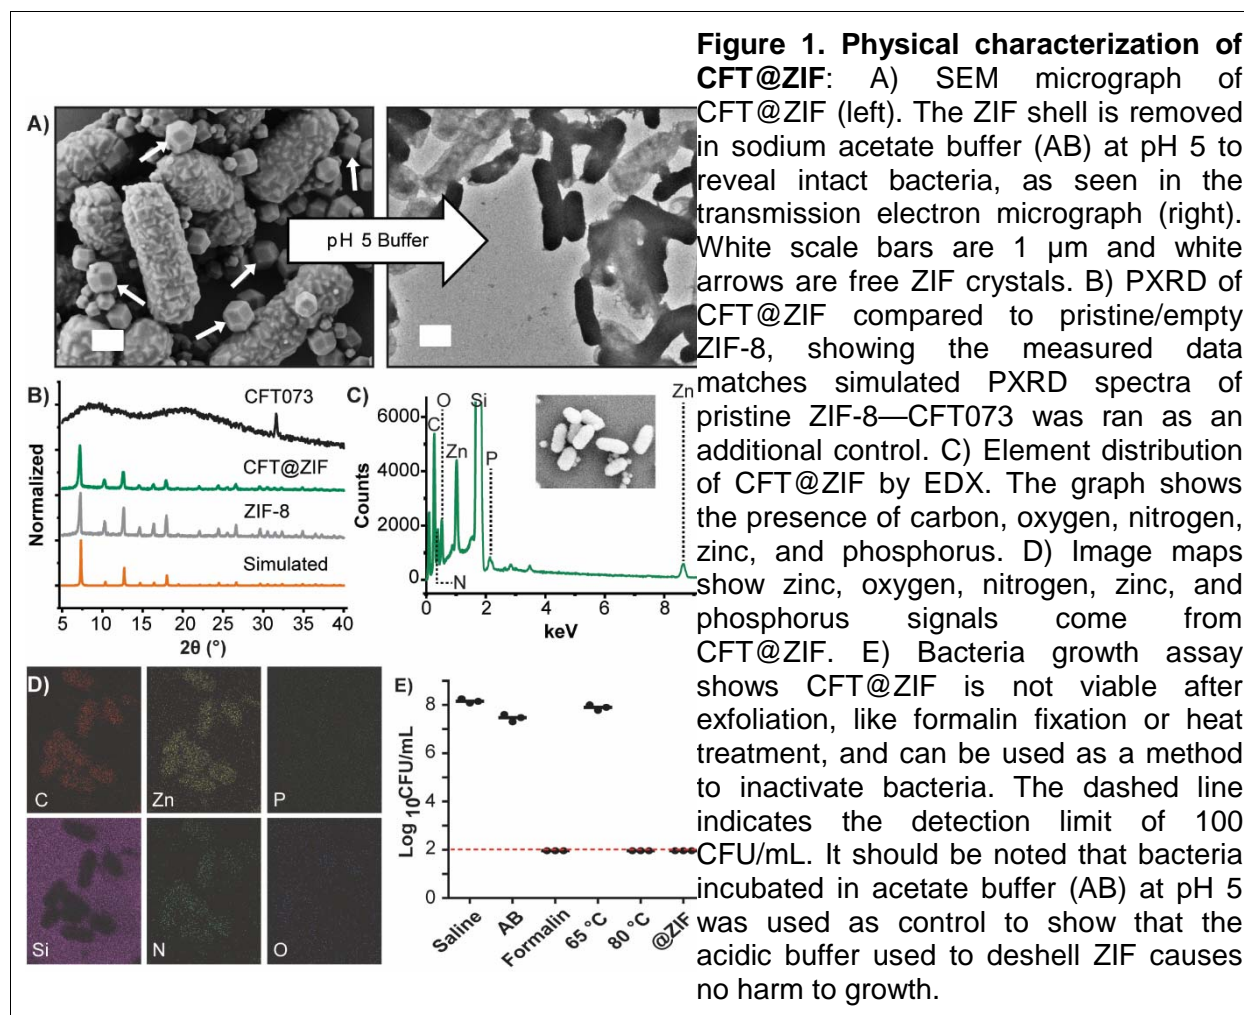 Figure 1. Physical characterization of
CFT@ZIF: A) SEM micrograph of
CFT@ZIF (left). The ZIF shell is removed
in sodium acetate buffer (AB) at pH 5 to
reveal intact bacteria, as seen in the
transmission electron micrograph (right).
White scale bars are 1 µm and white
arrows are free ZIF crystals. B) PXRD of
CFT@ZIF compared to pristine/empty
ZIF-8, showing the measured data
matches simulated PXRD spectra of
pristine ZIF-8—CFT073 was ran as an
additional control. C) Element distribution
of CFT@ZIF by EDX. The graph shows
the presence of carbon, oxygen, nitrogen,
zinc, and phosphorus. D) Image maps
show zinc, oxygen, nitrogen, zinc, and
phosphorus signals come from
CFT@ZIF. E) Bacteria growth assay
shows CFT@ZIF is not viable after
exfoliation, like formalin fixation or heat
treatment, and can be used as a method
to inactivate bacteria. The dashed line
indicates the detection limit of 100
CFU/mL. It should be noted that bacteria
incubated in acetate buffer (AB) at pH 5
was used as control to show that the
acidic buffer used to deshell ZIF causes
no harm to growth.
A)
pH 5 Buffer
B)
Normalized
CFT073
CFT@ZIF
ZIF-8
Simulated
5 10 15 20 25 30 35 40
2θ (°)
C)
Counts
6000
4000
2000
0
C
O
Zn
Si
P
N
Zn
0 2 4 6 8
keV
D)
C
Zn
P
Si
N
O
E)
Log 10 CFU/mL
8
6
4
2
0
Saline
AB
Formalin
65 °C
80 °C
@ZIF